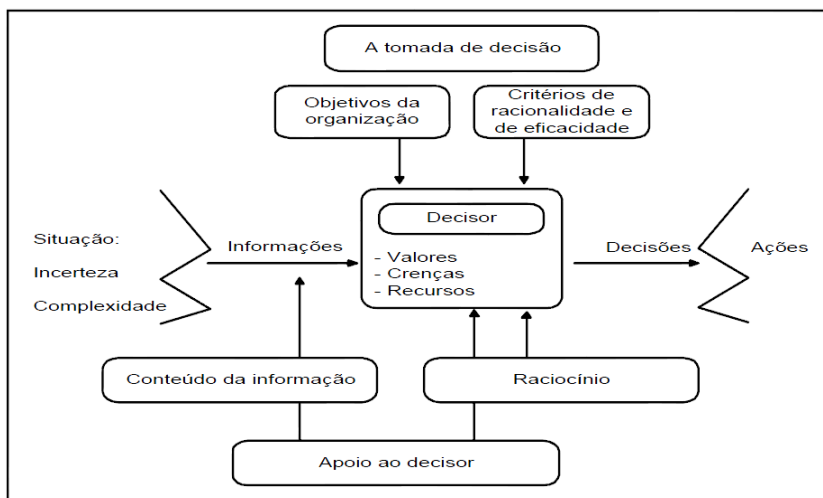 A tomada de decisão
Objetivos da
organização
Critérios de
racionalidade e
de eficacidade
Situação:
Incerteza
Complexidade
Informações
Decisor
- Valores
- Crenças
- Recursos
Decisões
Ações
Conteúdo da informação
Raciocínio
Apoio ao decisor